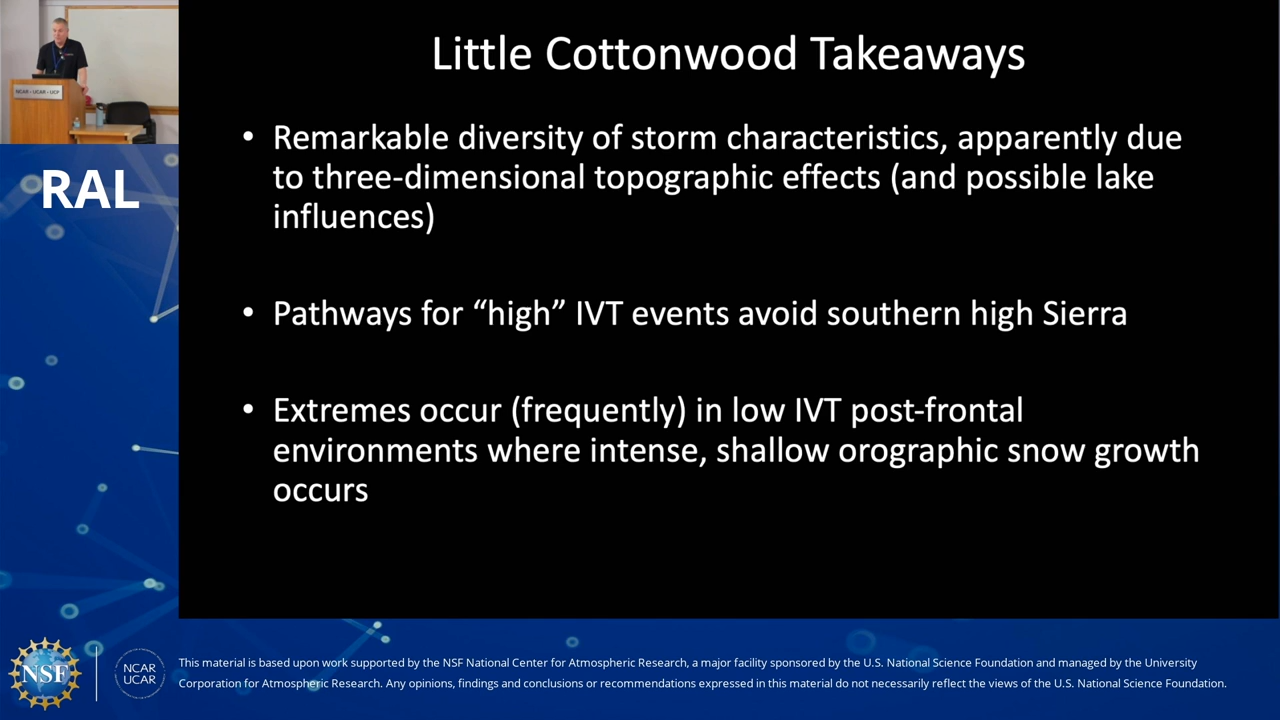 Little Cottonwood Takeaways
• Remarkable diversity of storm characteristics, apparently due
to three-dimensional topographic effects (and possible lake
influences)
• Pathways for “high” IVT events avoid southern high Sierra
• Extremes occur (frequently) in low IVT post-frontal
environments where intense, shallow orographic snow growth
occurs
NCAR • UCAR • UCP
RAL
NSF
NCAR
UCAR
This material is based upon work supported by the NSF National Center for Atmospheric Research, a major facility sponsored by the U.S. National Science Foundation and managed by the University
Corporation for Atmospheric Research. Any opinions, findings and conclusions or recommendations expressed in this material do not necessarily reflect the views of the U.S. National Science Foundation.